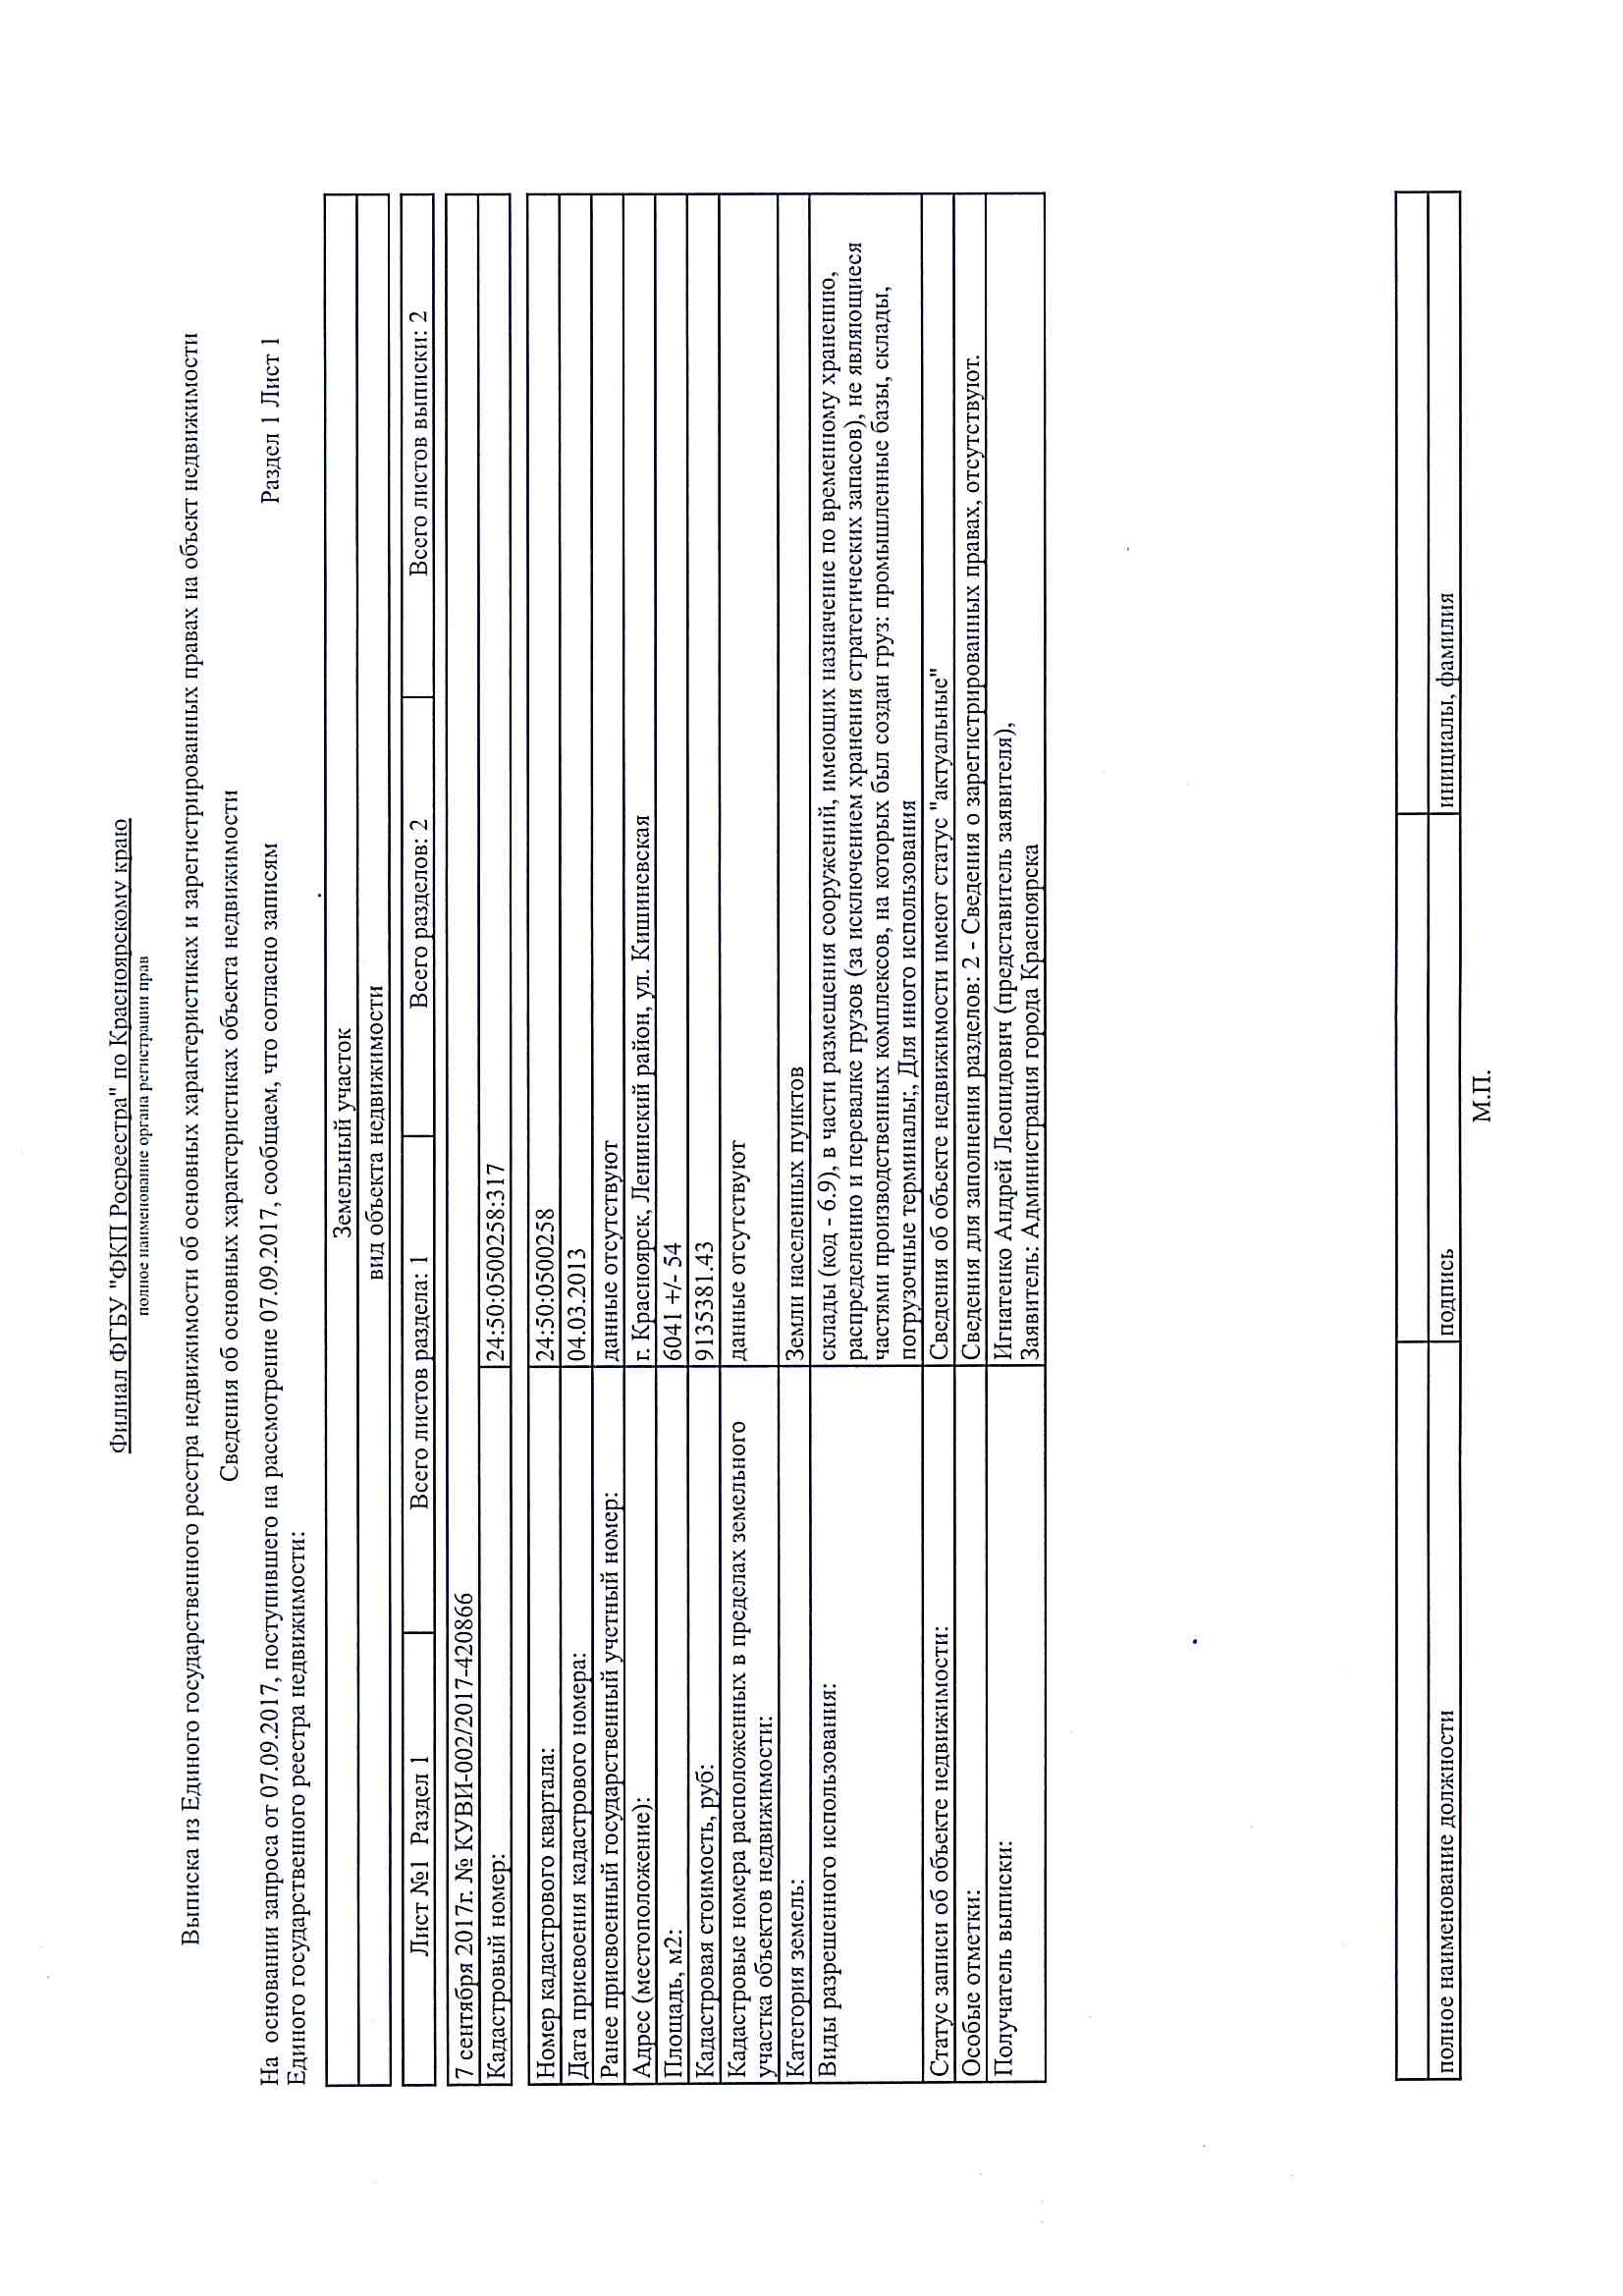 Филиал ФГБУ "ФКП Росреестра" по Красноярскому краю
полное наименование органа регистрации прав
Выписка из Единого государственного реестра недвижимости об основных характеристиках и зарегистрированных правах на объект недвижимости
Сведения об основных характеристиках объекта недвижимости
Раздел 1 Лист 1
На основании запроса от 07.09.2017, поступившего на рассмотрение 07.09.2017, сообщаем, что согласно записям
Единого государственного реестра недвижимости:
Земельный участок
вид объекта недвижимости
Лист №1 Раздел 1 Всего листов раздела: 1 Всего разделов: 2 Всего листов выписки: 2
7 сентября 2017г. № КУВИ-002/2017-420866
Кадастровый номер: 24:50:0500258:317
Номер кадастрового квартала: 24:50:0500258
Дата присвоения кадастрового номера: 04.03.2013
Ранее присвоенный государственный учетный номер: данные отсутствуют
Адрес (местоположение): г. Красноярск, Ленинский район, ул. Кишиневская
Площадь, м2: 6041 +/- 54
Кадастровая стоимость, руб: 9135381.43
Кадастровые номера расположенных в пределах земельного
участка объектов недвижимости: данные отсутствуют
Категория земель: Земли населенных пунктов
Виды разрешенного использования: склады (код - 6.9), в части размещения сооружений, имеющих назначение по временному хранению,
распределению и перевалке грузов (за исключением хранения стратегических запасов), не являющиеся
частями производственных комплексов, на которых был создан груз: промышленные базы, склады,
погрузочные терминалы;, Для иного использования
Статус записи об объекте недвижимости: Сведения об объекте недвижимости имеют статус "актуальные"
Особые отметки: Сведения для заполнения разделов: 2 - Сведения о зарегистрированных правах, отсутствуют.
Получатель выписки: Игнатенко Андрей Леонидович (представитель заявителя),
Заявитель: Администрация города Красноярска
полное наименование должности подпись инициалы, фамилия
М.П.